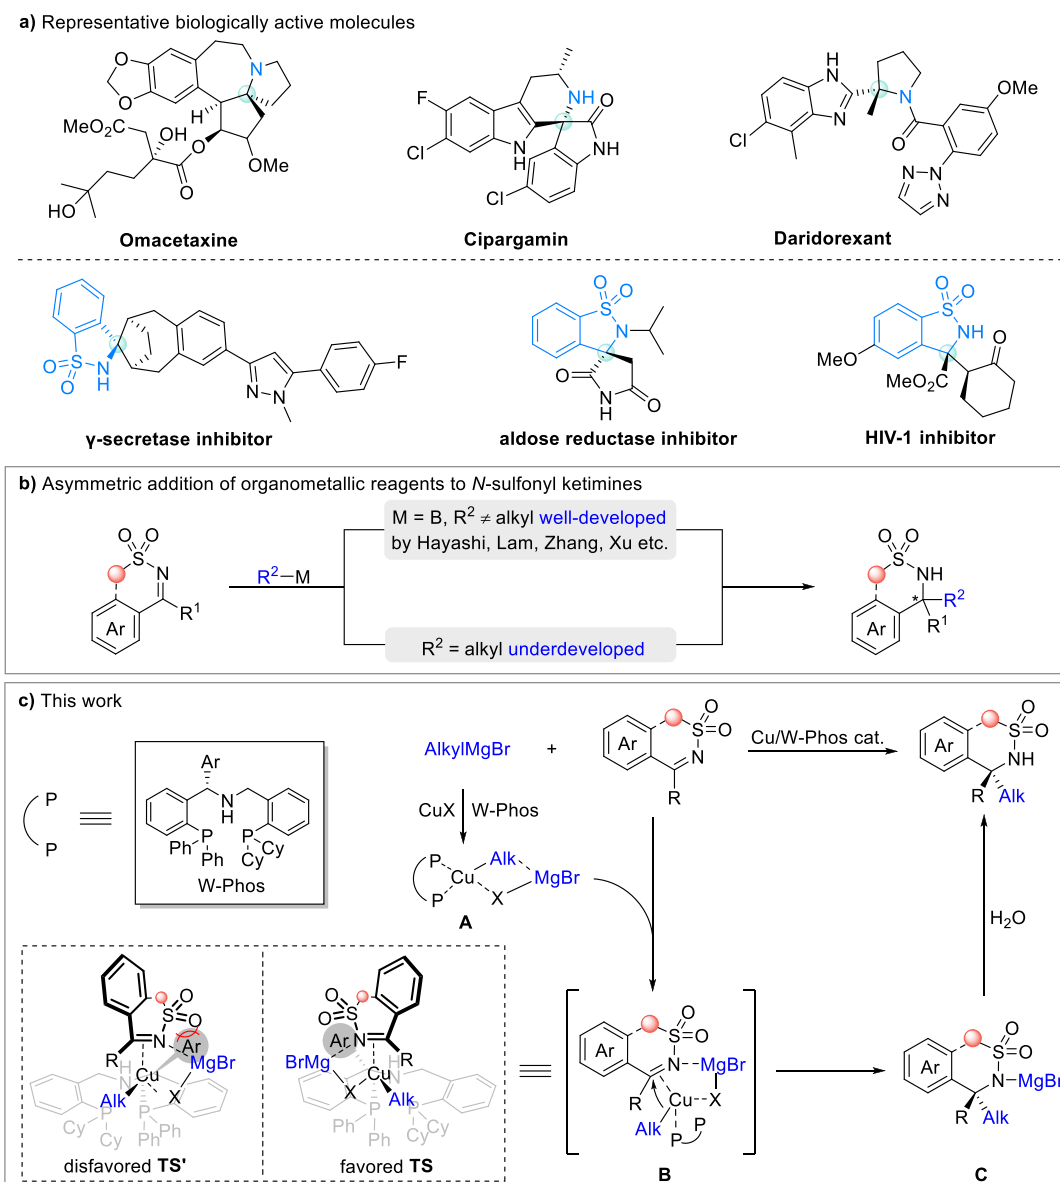 a) Representative biologically active molecules
O
O
N
H
MeO₂C
OH
O
OMe
O
HO
Omacetaxine
F
Cl
NH
O
N
H
NH
Cl
Cipargamin
H
N
N
Cl
N
O
OMe
N
N
N
Daridorexant
O
S
O
N
H
N
N
F
γ-secretase inhibitor
O
O
S
N
O
N
H
O
aldose reductase inhibitor
O
O
S
NH
MeO
MeO₂C
O
HIV-1 inhibitor
b) Asymmetric addition of organometallic reagents to N-sulfonyl ketimines
O
O
S
N
R¹
Ar
R²–M
M = B, R² ≠ alkyl well-developed
by Hayashi, Lam, Zhang, Xu etc.
R² = alkyl underdeveloped
O
O
S
NH
*
R²
R¹
Ar
c) This work
P
P
Ar
N
H
P
Ph
Ph
P
Cy
Cy
W-Phos
AlkylMgBr
+
Ar
S
O
O
N
R
Cu/W-Phos cat.
Ar
S
O
O
NH
R
Alk
CuX
W-Phos
P
P
Cu
Alk
X
MgBr
A
H₂O
O
S
O
N
R
Ar
MgBr
H
N
Cu
Alk
X
P
P
Cy
Cy
Ph
Ph
disfavored TS'
O
S
O
N
Ar
R
BrMg
H
N
Cu
X
Alk
P
P
Ph
Ph
Cy
Cy
favored TS
Ar
S
O
O
N
MgBr
R
Cu
X
Alk
P
P
B
Ar
S
O
O
N
MgBr
R
Alk
C